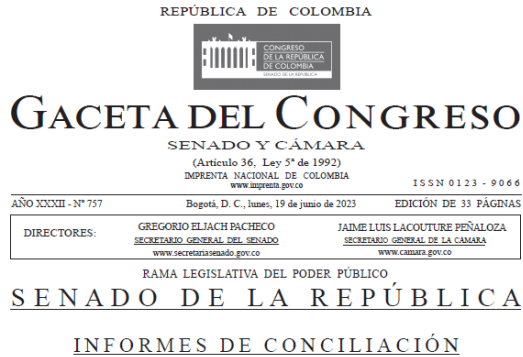 REPÚBLICA DE COLOMBIA
CONGRESO
DE LA REPÚBLICA
DE COLOMBIA
SENADO DE LA REPÚBLICA
GACETA DEL CONGRESO
SENADO Y CÁMARA
(Artículo 36, Ley 5ª de 1992)
IMPRENTA NACIONAL DE COLOMBIA
www.imprenta.gov.co
ISSN 0123 - 9066
AÑO XXXII - Nº 757 Bogotá, D. C., lunes, 19 de junio de 2023 EDICIÓN DE 33 PÁGINAS
DIRECTORES:
GREGORIO ELJACH PACHECO
SECRETARIO GENERAL DEL SENADO
www.secretariasenado.gov.co
JAIME LUIS LACOUTURE PEÑALOZA
SECRETARIO GENERAL DE LA CÁMARA
www.camara.gov.co
RAMA LEGISLATIVA DEL PODER PÚBLICO
SENADO DE LA REPÚBLICA
INFORMES DE CONCILIACIÓN